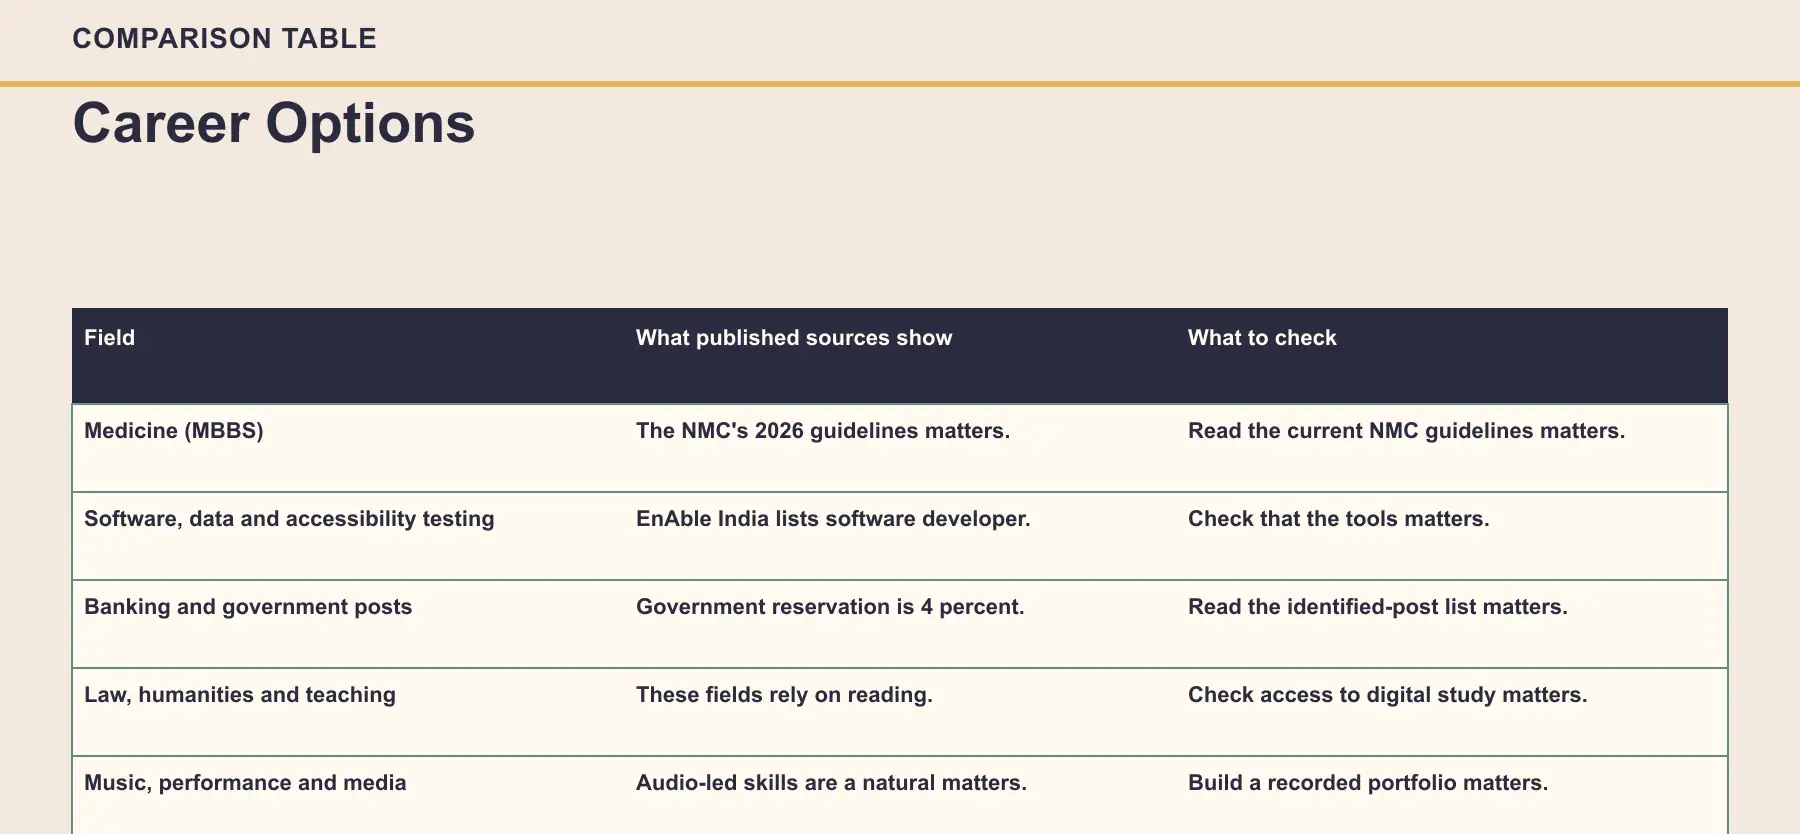 COMPARISON TABLE
Career Options
Field What published sources show What to check
Medicine (MBBS) The NMC's 2026 guidelines matters. Read the current NMC guidelines matters.
Software, data and accessibility testing EnAble India lists software developer. Check that the tools matters.
Banking and government posts Government reservation is 4 percent. Read the identified-post list matters.
Law, humanities and teaching These fields rely on reading. Check access to digital study matters.
Music, performance and media Audio-led skills are a natural matters. Build a recorded portfolio matters.